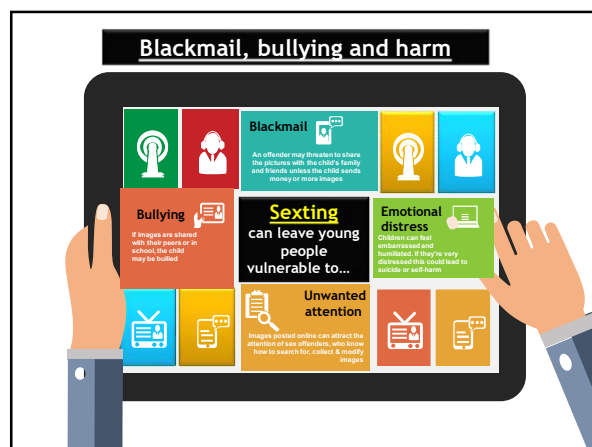 Blackmail, bullying and harm
Blackmail
An offender may threaten to share
the pictures with the child's family
and friends unless the child sends
money or more images
Bullying
If images are shared
with their peers or in
school, the child
may be bullied
Sexting
can leave young
people
vulnerable to...
Emotional
distress
Children can feel
embarrassed and
humilated. If they're very
distressed this could lead to
suicide or self-harm
Unwanted
attention
Images posted online can attract the
attention of sex offenders, who know
how to search for, collect & modify
images